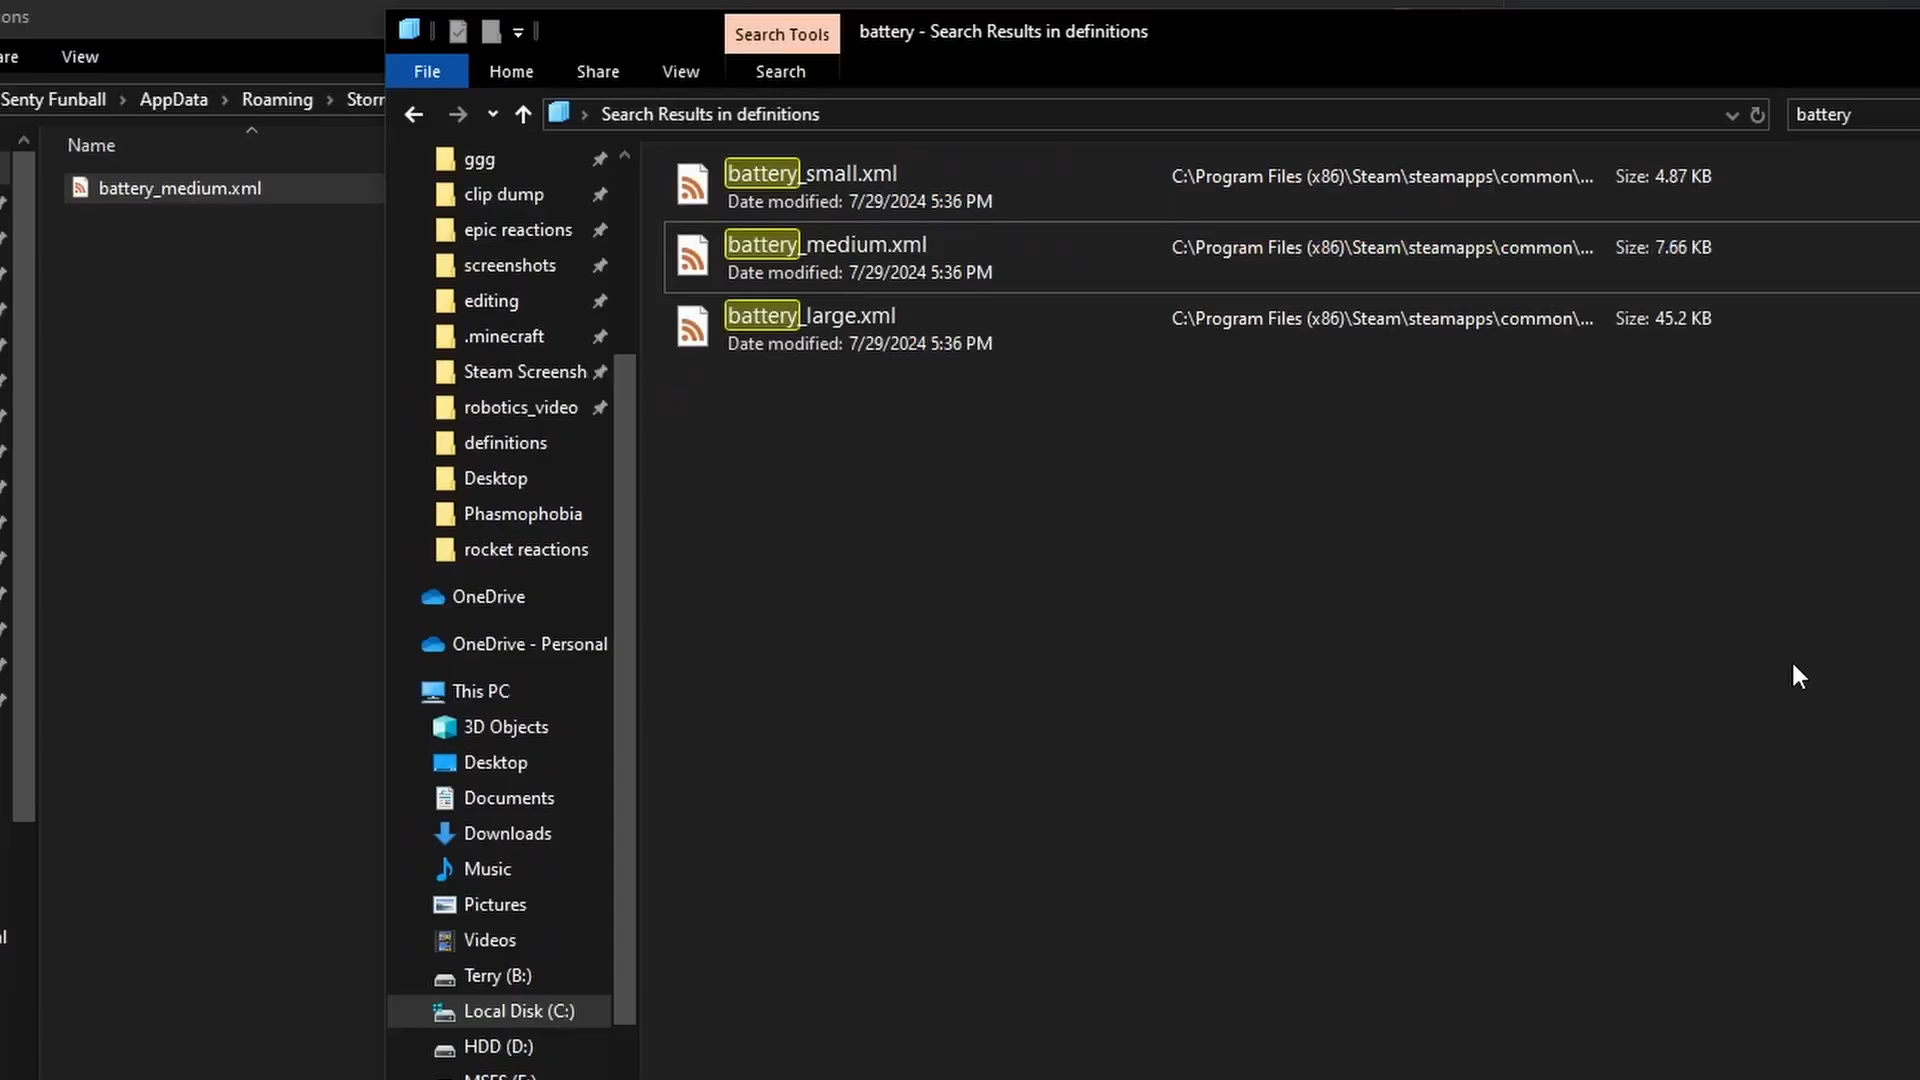 ons
are
View
Senty Funball > AppData > Roaming > Storr
Name
battery_medium.xml
al
Search Tools
battery - Search Results in definitions
File
Home
Share
View
Search
Search Results in definitions
battery
ggg
clip dump
epic reactions
screenshots
editing
.minecraft
Steam Screensh
robotics_video
definitions
Desktop
Phasmophobia
rocket reactions
OneDrive
OneDrive - Personal
This PC
3D Objects
Desktop
Documents
Downloads
Music
Pictures
Videos
Terry (B:)
Local Disk (C:)
HDD (D:)
MSFS (F:)
battery_small.xml
C:\Program Files (x86)\Steam\steamapps\common\... Size: 4.87 KB
Date modified: 7/29/2024 5:36 PM
battery_medium.xml
C:\Program Files (x86)\Steam\steamapps\common\... Size: 7.66 KB
Date modified: 7/29/2024 5:36 PM
battery_large.xml
C:\Program Files (x86)\Steam\steamapps\common\... Size: 45.2 KB
Date modified: 7/29/2024 5:36 PM